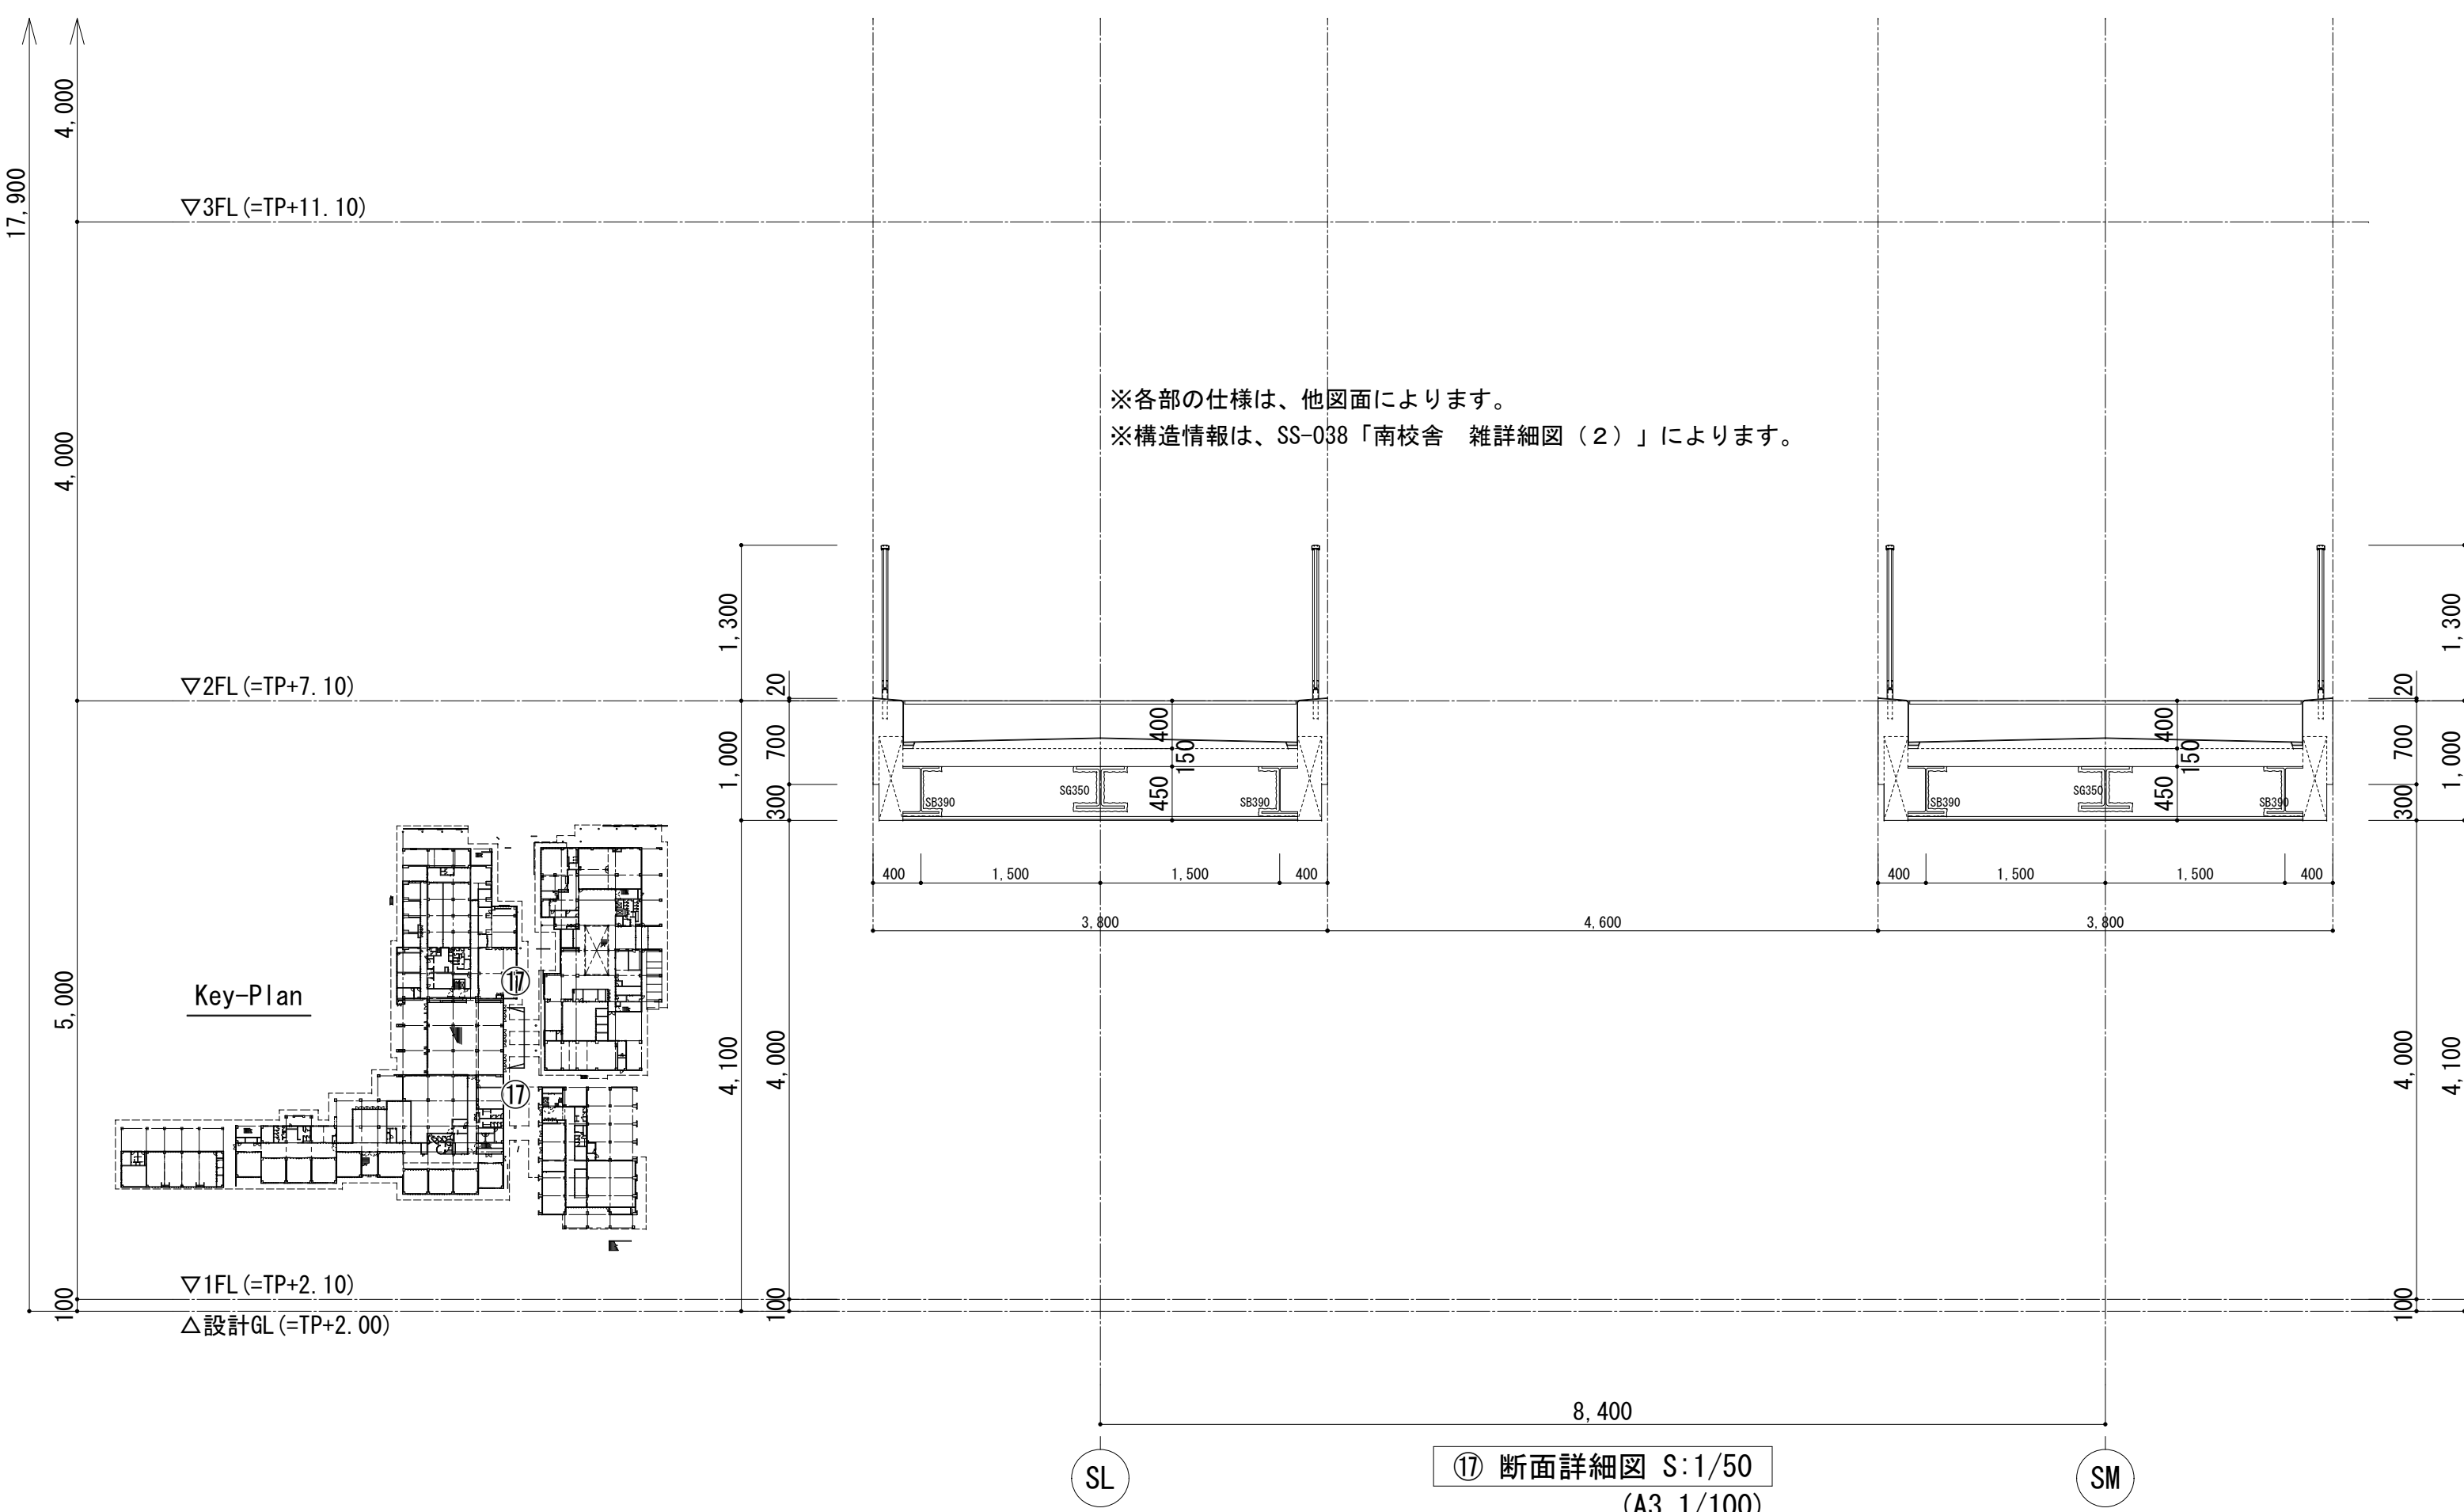 4,000
17,900
▽3FL(=TP+11.10)
※各部の仕様は、他図面によります。
※構造情報は、SS-038「南校舎　雑詳細図（２）」によります。
4,000
1,300
1,300
▽2FL(=TP+7.10)
20
20
400
400
700
700
1,000
1,000
150
150
SG350
SG350
450
450
SB390
SB390
SB390
SB390
300
300
400
1,500
1,500
400
400
1,500
1,500
400
3,800
4,600
3,800
Key-Plan
⑰
⑰
5,000
4,100
4,000
4,000
4,100
▽1FL(=TP+2.10)
100
100
100
△設計GL(=TP+2.00)
8,400
SL
⑰ 断面詳細図 S:1/50
SM
(A3 1/100)